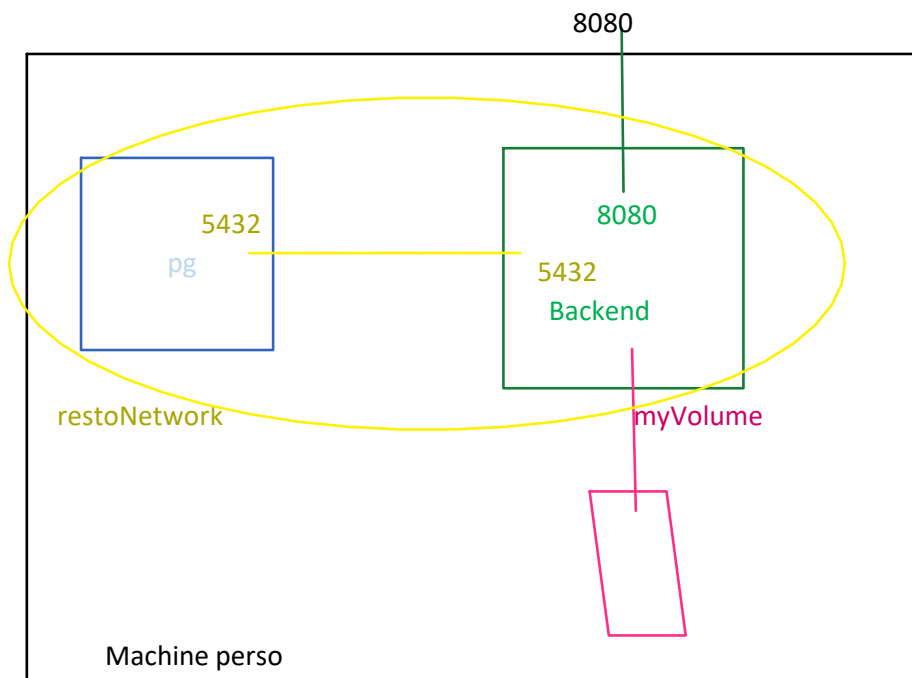 8080
8080
5432
pg
5432
Backend
restoNetwork
myVolume
Machine perso